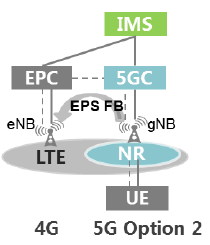 IMS
EPC
5GC
EPS FB
eNB
gNB
LTE
NR
UE
4G
5G Option 2